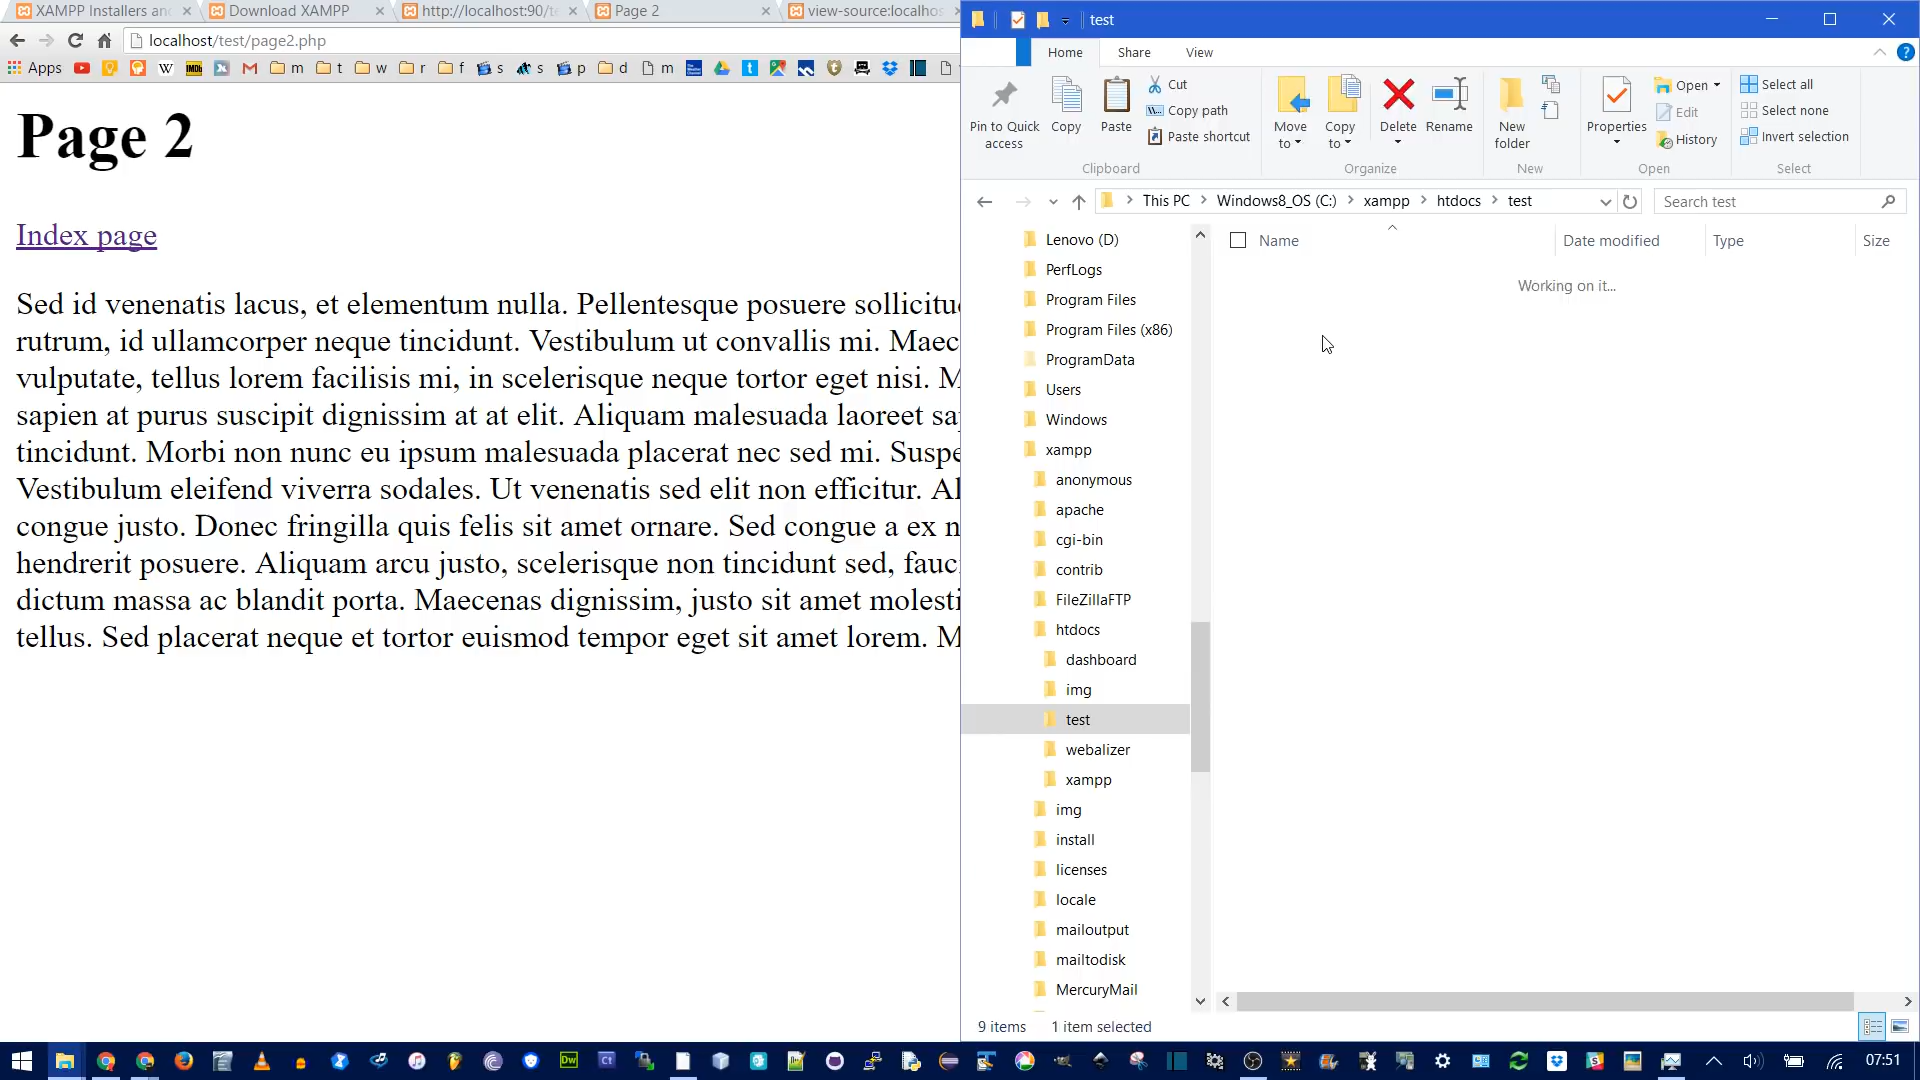 XAMPP Installers an
Download XAMPP
http://localhost:90/te
Page 2
view-source:localhos
localhost/test/page2.php
Apps
W
IMDb
m
t
w
r
f
s
s
p
d
m
Page 2
Index page
Sed id venenatis lacus, et elementum nulla. Pellentesque posuere sollicitu
rutrum, id ullamcorper neque tincidunt. Vestibulum ut convallis mi. Maec
vulputate, tellus lorem facilisis mi, in scelerisque neque tortor eget nisi. M
sapien at purus suscipit dignissim at at elit. Aliquam malesuada laoreet sa
tincidunt. Morbi non nunc eu ipsum malesuada placerat nec sed mi. Suspe
Vestibulum eleifend viverra sodales. Ut venenatis sed elit non efficitur. Al
congue justo. Donec fringilla quis felis sit amet ornare. Sed congue a ex n
hendrerit posuere. Aliquam arcu justo, scelerisque non tincidunt sed, fauc
dictum massa ac blandit porta. Maecenas dignissim, justo sit amet molesti
tellus. Sed placerat neque et tortor euismod tempor eget sit amet lorem. M
test
Home
Share
View
Pin to Quick
access
Copy
Paste
Cut
Copy path
Paste shortcut
Clipboard
Move
to
Copy
to
Delete
Rename
Organize
New
folder
New
Properties
Open
Edit
History
Open
Select all
Select none
Invert selection
Select
This PC
Windows8_OS (C:)
xampp
htdocs
test
Search test
Name
Date modified
Type
Size
Working on it...
Lenovo (D)
PerfLogs
Program Files
Program Files (x86)
ProgramData
Users
Windows
xampp
anonymous
apache
cgi-bin
contrib
FileZillaFTP
htdocs
dashboard
img
test
webalizer
xampp
img
install
licenses
locale
mailoutput
mailtodisk
MercuryMail
9 items
1 item selected
Dw
Ct
07:51